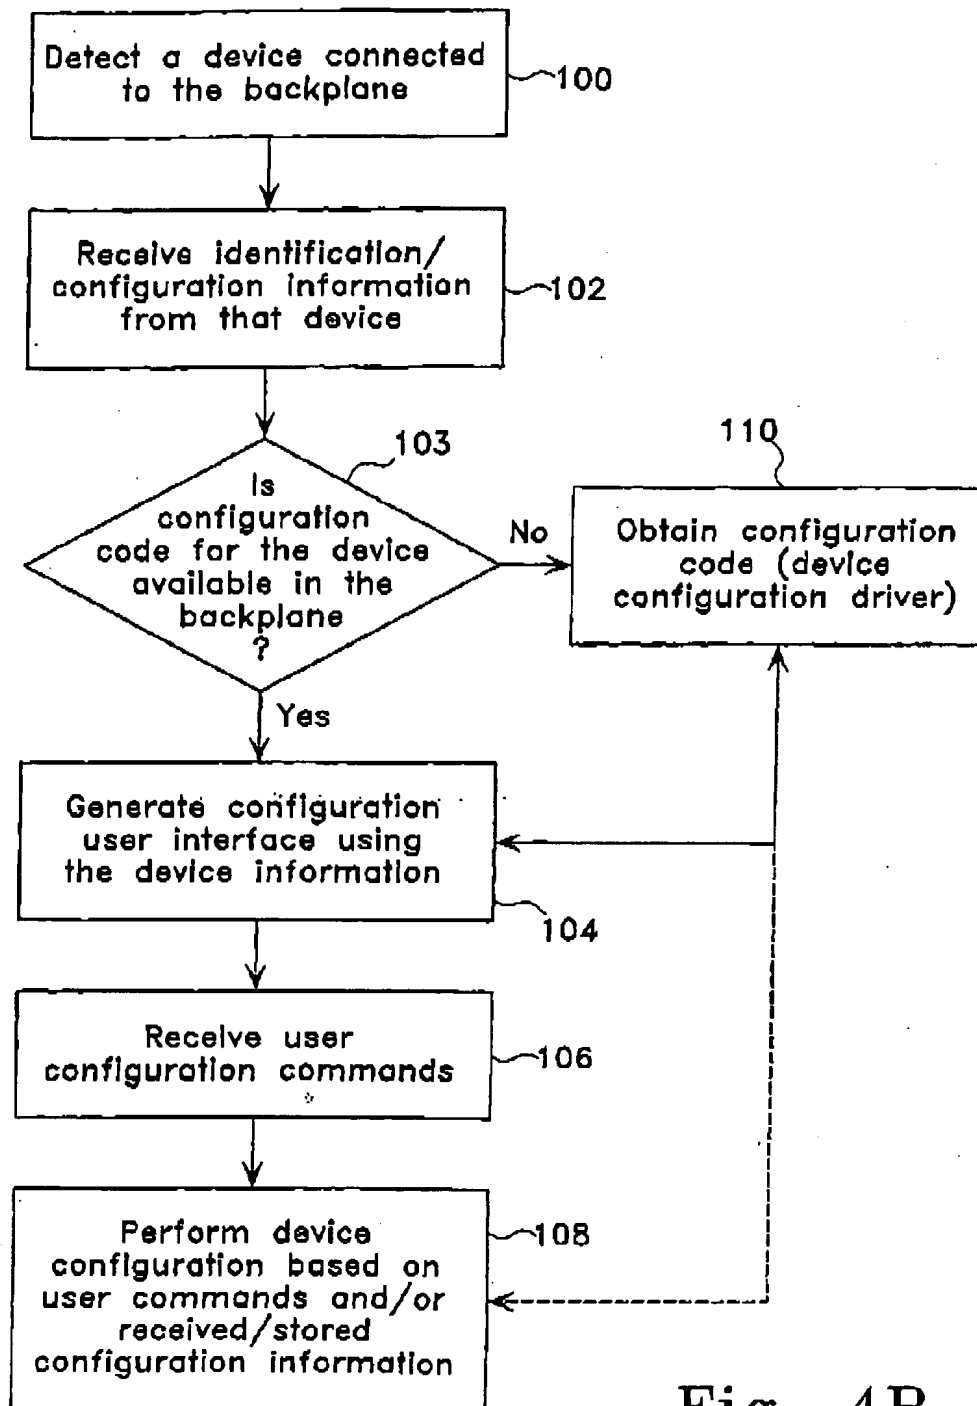 Detect a device connected
to the backplane
100
Receive identification/
configuration information
from that device
102
103
Is
configuration
code for the device
available in the
backplane
?
No
110
Obtain configuration
code (device
configuration driver)
Yes
Generate configuration
user interface using
the device information
104
Receive user
configuration commands
106
Perform device
configuration based on
user commands and/or
received/stored
configuration information
108
Fig. 4B